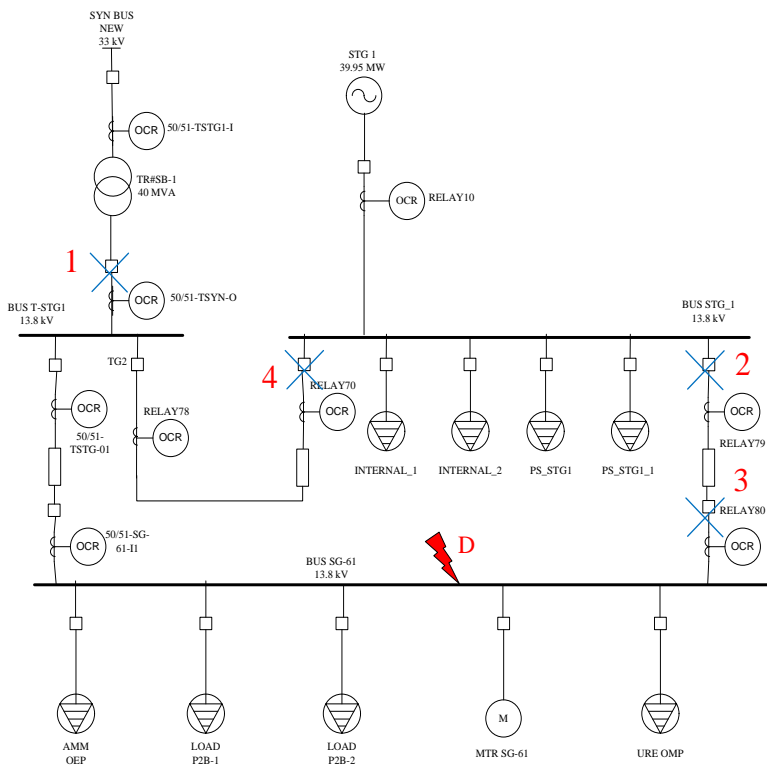 SYN BUS
NEW
33 kV
OCR
50/51-TSTG1-I
TR#SB-1
40 MVA
STG 1
39.95 MW
OCR
RELAY10
1
OCR
50/51-TSYN-O
BUS T-STG1
13.8 kV
BUS STG_1
13.8 kV
TG2
4
RELAY70
OCR
2
OCR
50/51-
TSTG-01
RELAY78
OCR
INTERNAL_1
INTERNAL_2
PS_STG1
PS_STG1_1
OCR
RELAY79
3
RELAY80
OCR
50/51-SG-
61-I1
OCR
BUS SG-61
13.8 kV
D
M
AMM
OEP
LOAD
P2B-1
LOAD
P2B-2
MTR SG-61
URE OMP